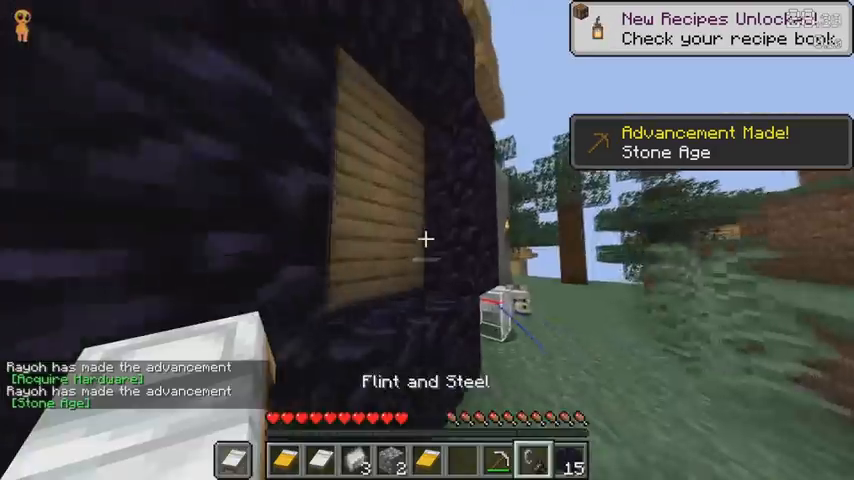 New Recipes Unlocked!
Check your recipe book
Advancement Made!
Stone Age
Flint and Steel
Rayoh has made the advancement
[Acquire Hardware]
Rayoh has made the advancement
[Stone Age]
3
2
15